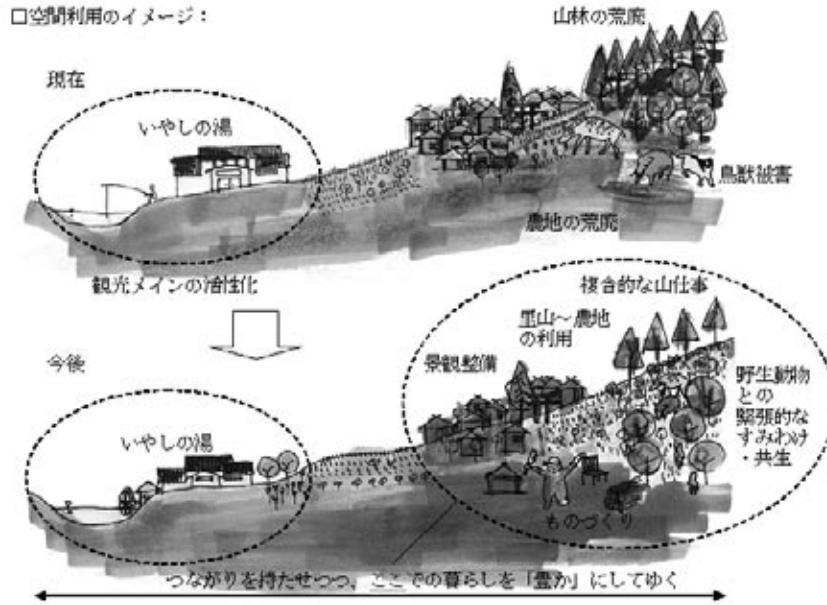 □空間利用のイメージ：
山林の荒廃
現在
いやしの湯
鳥獣被害
農地の荒廃
観光メインの活性化
複合的な山仕事
里山～農地
の利用
今後
景観整備
野生動物
との
緊張的な
すみわけ
・共生
いやしの湯
ものづくり
つながりを持たせつつ、ここでの暮らしを「豊か」にしてゆく